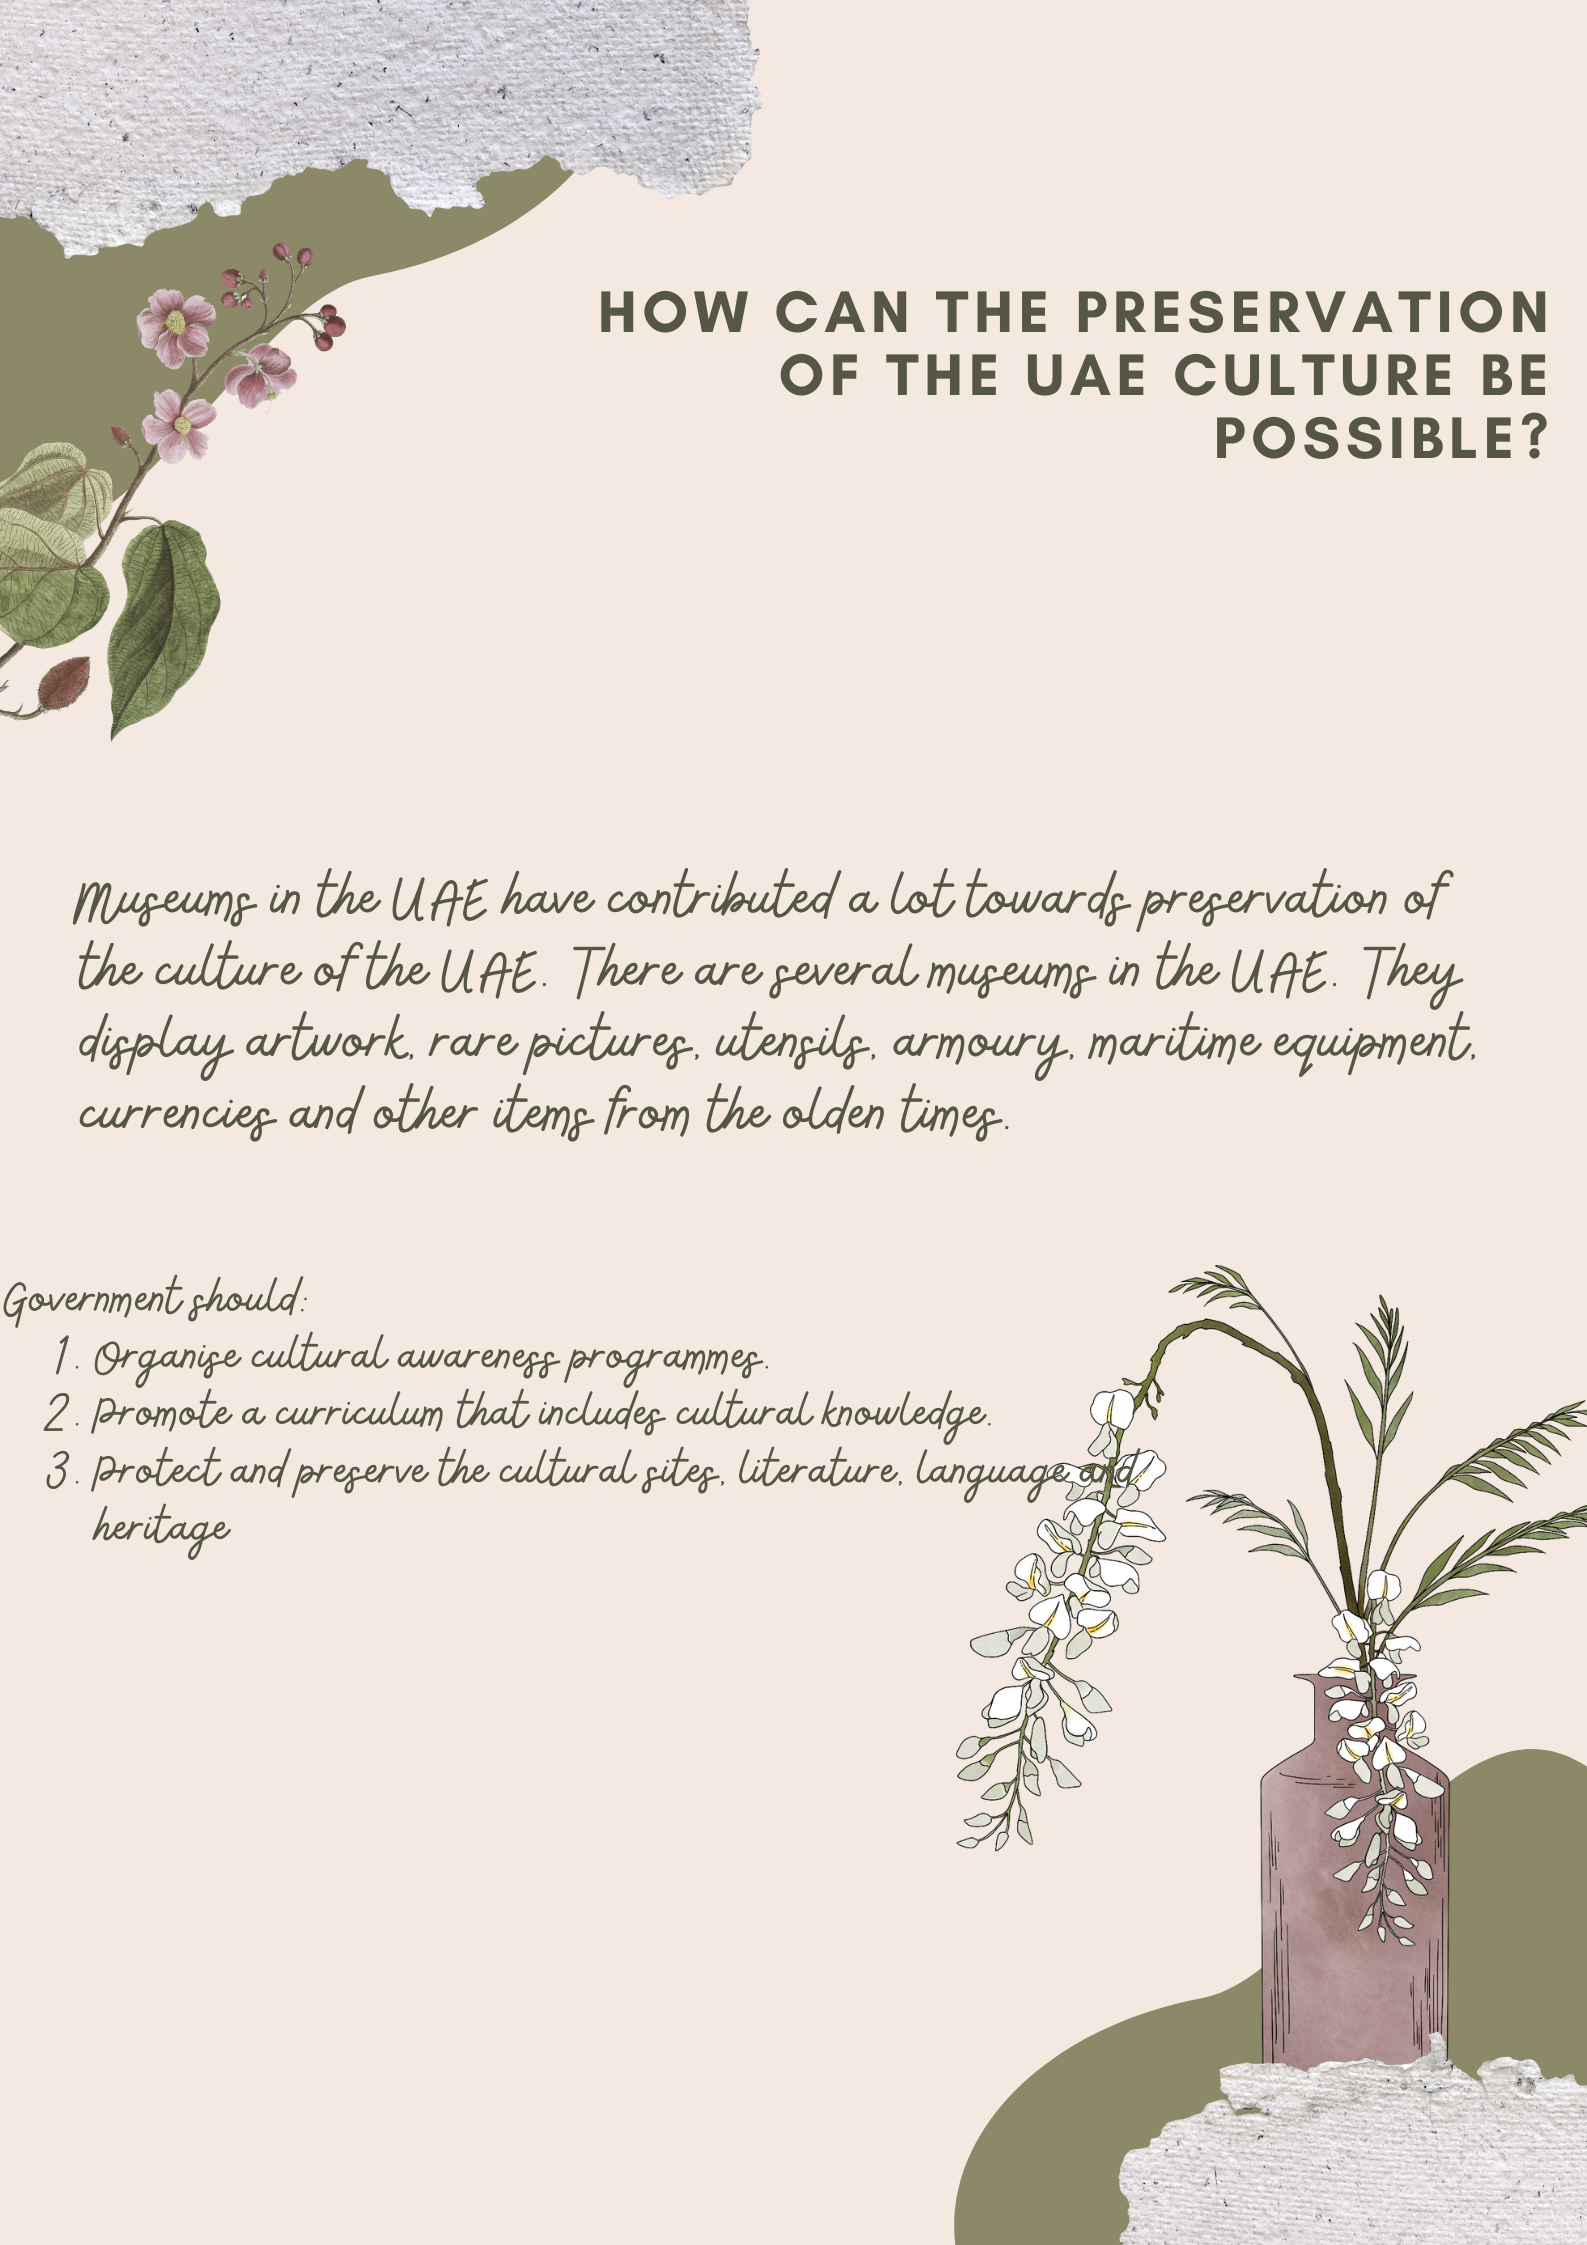 HOW CAN THE PRESERVATION
OF THE UAE CULTURE BE
POSSIBLE?
Museums in the UAE have contributed a lot towards preservation of
the culture of the UAE. There are several museums in the UAE. They
display artwork, rare pictures, utensils, armoury, maritime equipment,
currencies and other items from the olden times.
Government should:
1. Organise cultural awareness programmes.
2. Promote a curriculum that includes cultural knowledge.
3. Protect and preserve the cultural sites, literature, language and
heritage